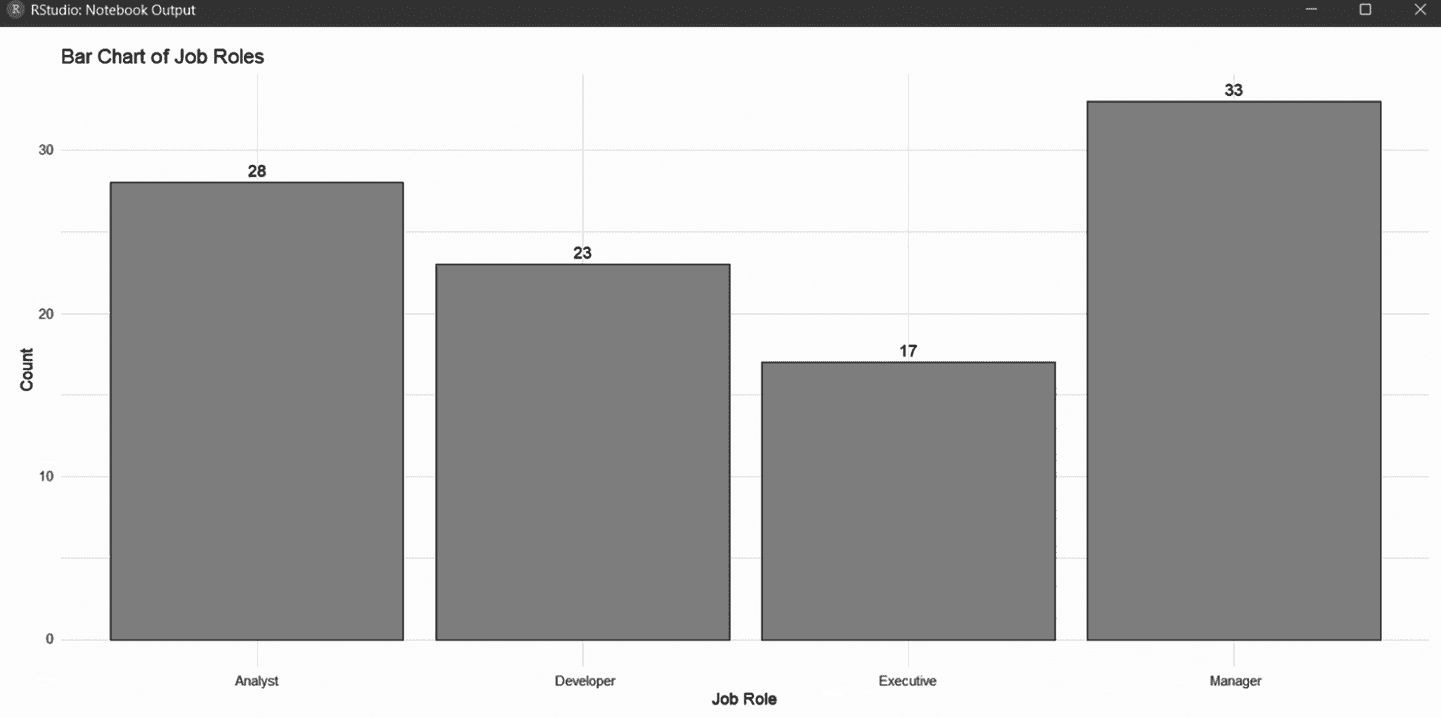 RStudio: Notebook Output
Bar Chart of Job Roles
33
30
28
23
20
17
Count
10
0
Analyst
Developer
Executive
Manager
Job Role